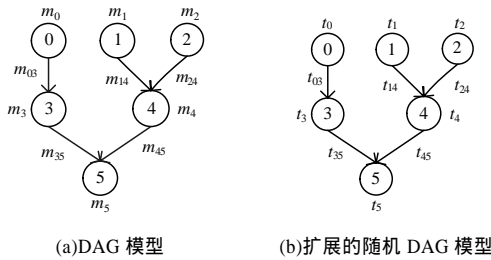 m0 m1 m2 t0 t1 t2
0 1 2 0 1 2
m03 m14 m24 t03 t14 t24
m3 3 4 m4 t3 3 4 t4
m35 m45 t35 t45
5 5
m5 t5
(a)DAG 模型 (b)扩展的随机 DAG 模型